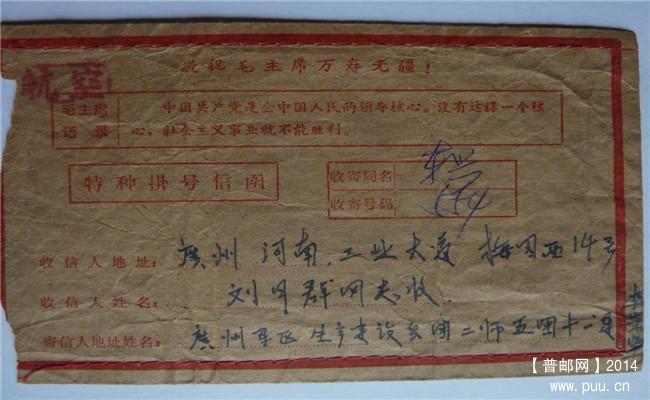 敬祝毛主席万寿无疆！
航空
毛主席
语录
中国共产党是全中国人民的领导核心。没有这样一个核
心，社会主义事业就不能胜利。
特种掛号信函
收寄局名
收寄号码
收信人地址：广州 河南．工业大道 梅园西14号
收信人姓名：刘月群同志收．
寄信人地址姓名：广州军区生产建设兵团二师五团十一连
【普邮网】2014
www.puu.cn